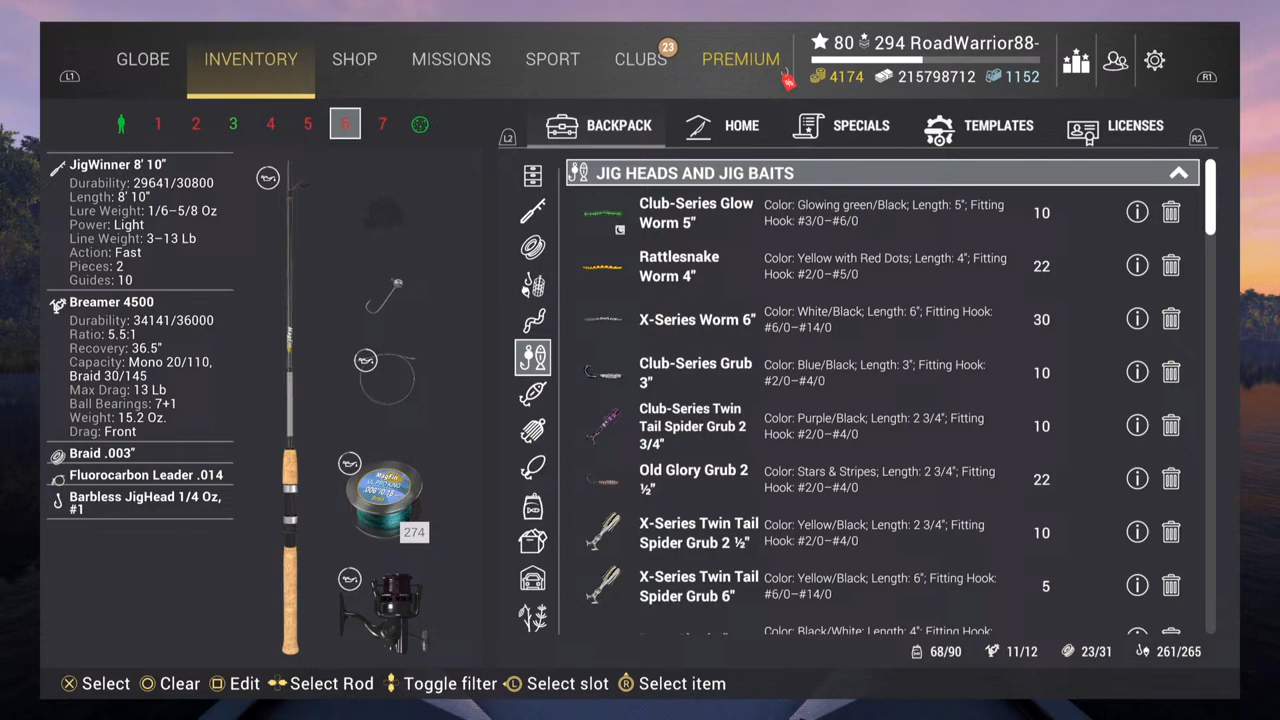 GLOBE
INVENTORY
SHOP
MISSIONS
SPORT
CLUBS
23
PREMIUM
80 294 RoadWarrior88-
4174 215798712 1152
L1
R1
1 2 3 4 5 6 7
L2
BACKPACK
HOME
SPECIALS
TEMPLATES
LICENSES
R2
JigWinner 8' 10"
Durability: 29641/30800
Length: 8' 10"
Lure Weight: 1/6–5/8 Oz
Power: Light
Line Weight: 3–13 Lb
Action: Fast
Pieces: 2
Guides: 10
Breamer 4500
Durability: 34141/36000
Ratio: 5.5:1
Recovery: 36.5"
Capacity: Mono 20/110,
Braid 30/145
Max Drag: 13 Lb
Ball Bearings: 7+1
Weight: 15.2 Oz.
Drag: Front
Braid .003"
Fluorocarbon Leader .014
Barbless JigHead 1/4 Oz,
#1
MagFin
274
JIG HEADS AND JIG BAITS
Club-Series Glow
Worm 5"
Color: Glowing green/Black; Length: 5"; Fitting
Hook: #3/0–#6/0
10
Rattlesnake
Worm 4"
Color: Yellow with Red Dots; Length: 4"; Fitting
Hook: #2/0–#5/0
22
X-Series Worm 6"
Color: White/Black; Length: 6"; Fitting Hook:
#6/0–#14/0
30
Club-Series Grub
3"
Color: Blue/Black; Length: 3"; Fitting Hook:
#2/0–#4/0
10
Club-Series Twin
Tail Spider Grub 2
3/4"
Color: Purple/Black; Length: 2 3/4"; Fitting
Hook: #2/0–#4/0
10
Old Glory Grub 2
½"
Color: Stars & Stripes; Length: 2 3/4"; Fitting
Hook: #2/0–#4/0
22
X-Series Twin Tail
Spider Grub 2 ½"
Color: Yellow/Black; Length: 2 3/4"; Fitting
Hook: #2/0–#4/0
10
X-Series Twin Tail
Spider Grub 6"
Color: Yellow/Black; Length: 6"; Fitting Hook:
#6/0–#14/0
5
Color: Black/White; Length: 4"; Fitting
68/90 11/12 23/31 261/265
Select Clear Edit Select Rod Toggle filter L Select slot R Select item